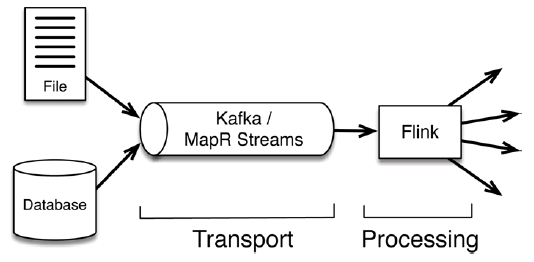 File
Database
Kafka /
MapR Streams
Flink
Transport
Processing